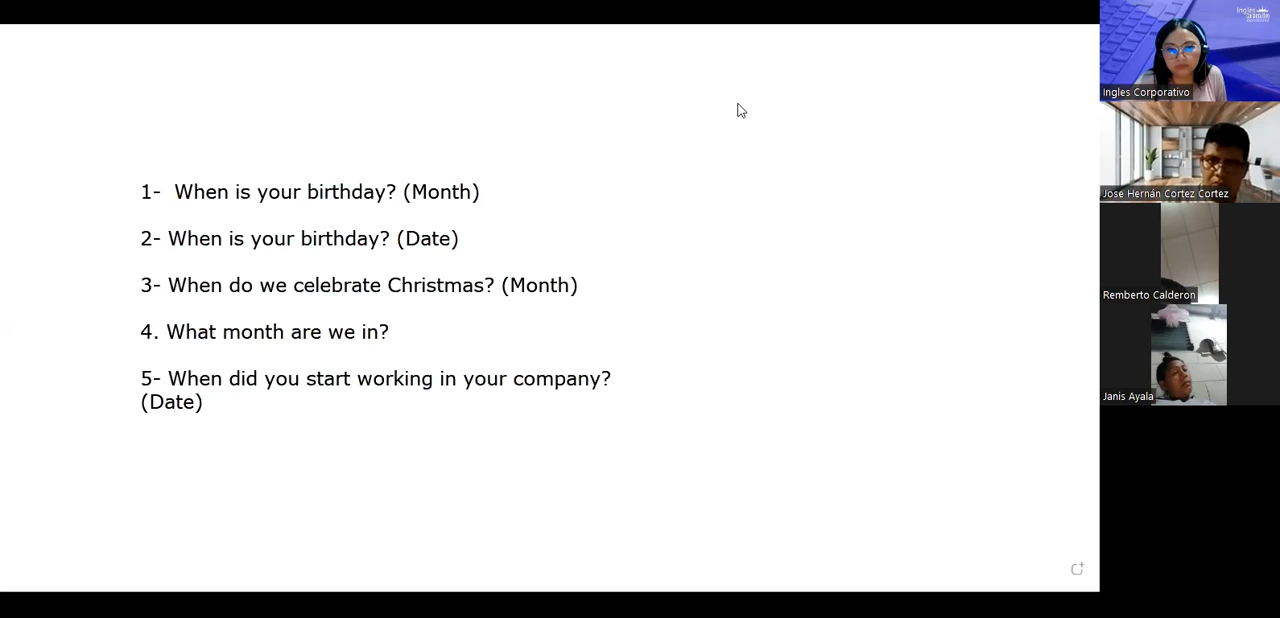 1- When is your birthday? (Month)
2- When is your birthday? (Date)
3- When do we celebrate Christmas? (Month)
4. What month are we in?
5- When did you start working in your company?
(Date)
Ingles
Ingles Corporativo
Jose Hernán Cortez Cortez
Remberto Calderon
Janis Ayala